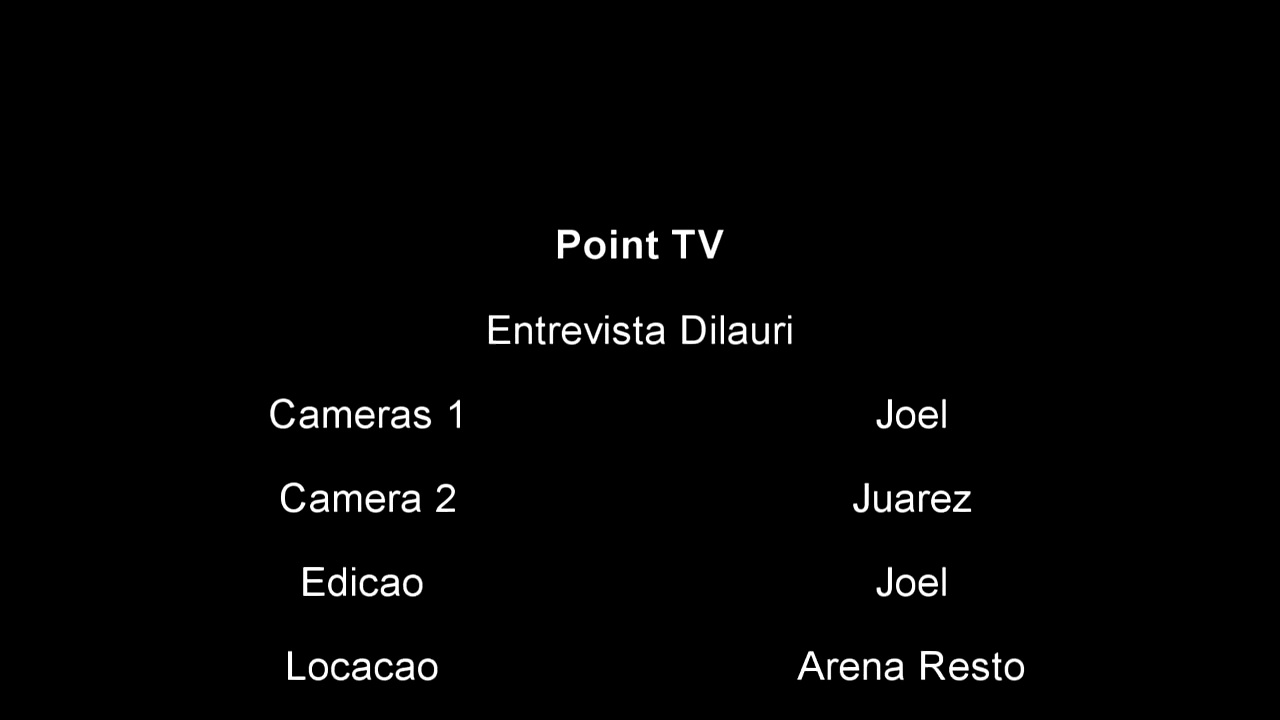 Point TV
Entrevista Dilauri
Cameras 1 Joel
Camera 2 Juarez
Edicao Joel
Locacao Arena Resto